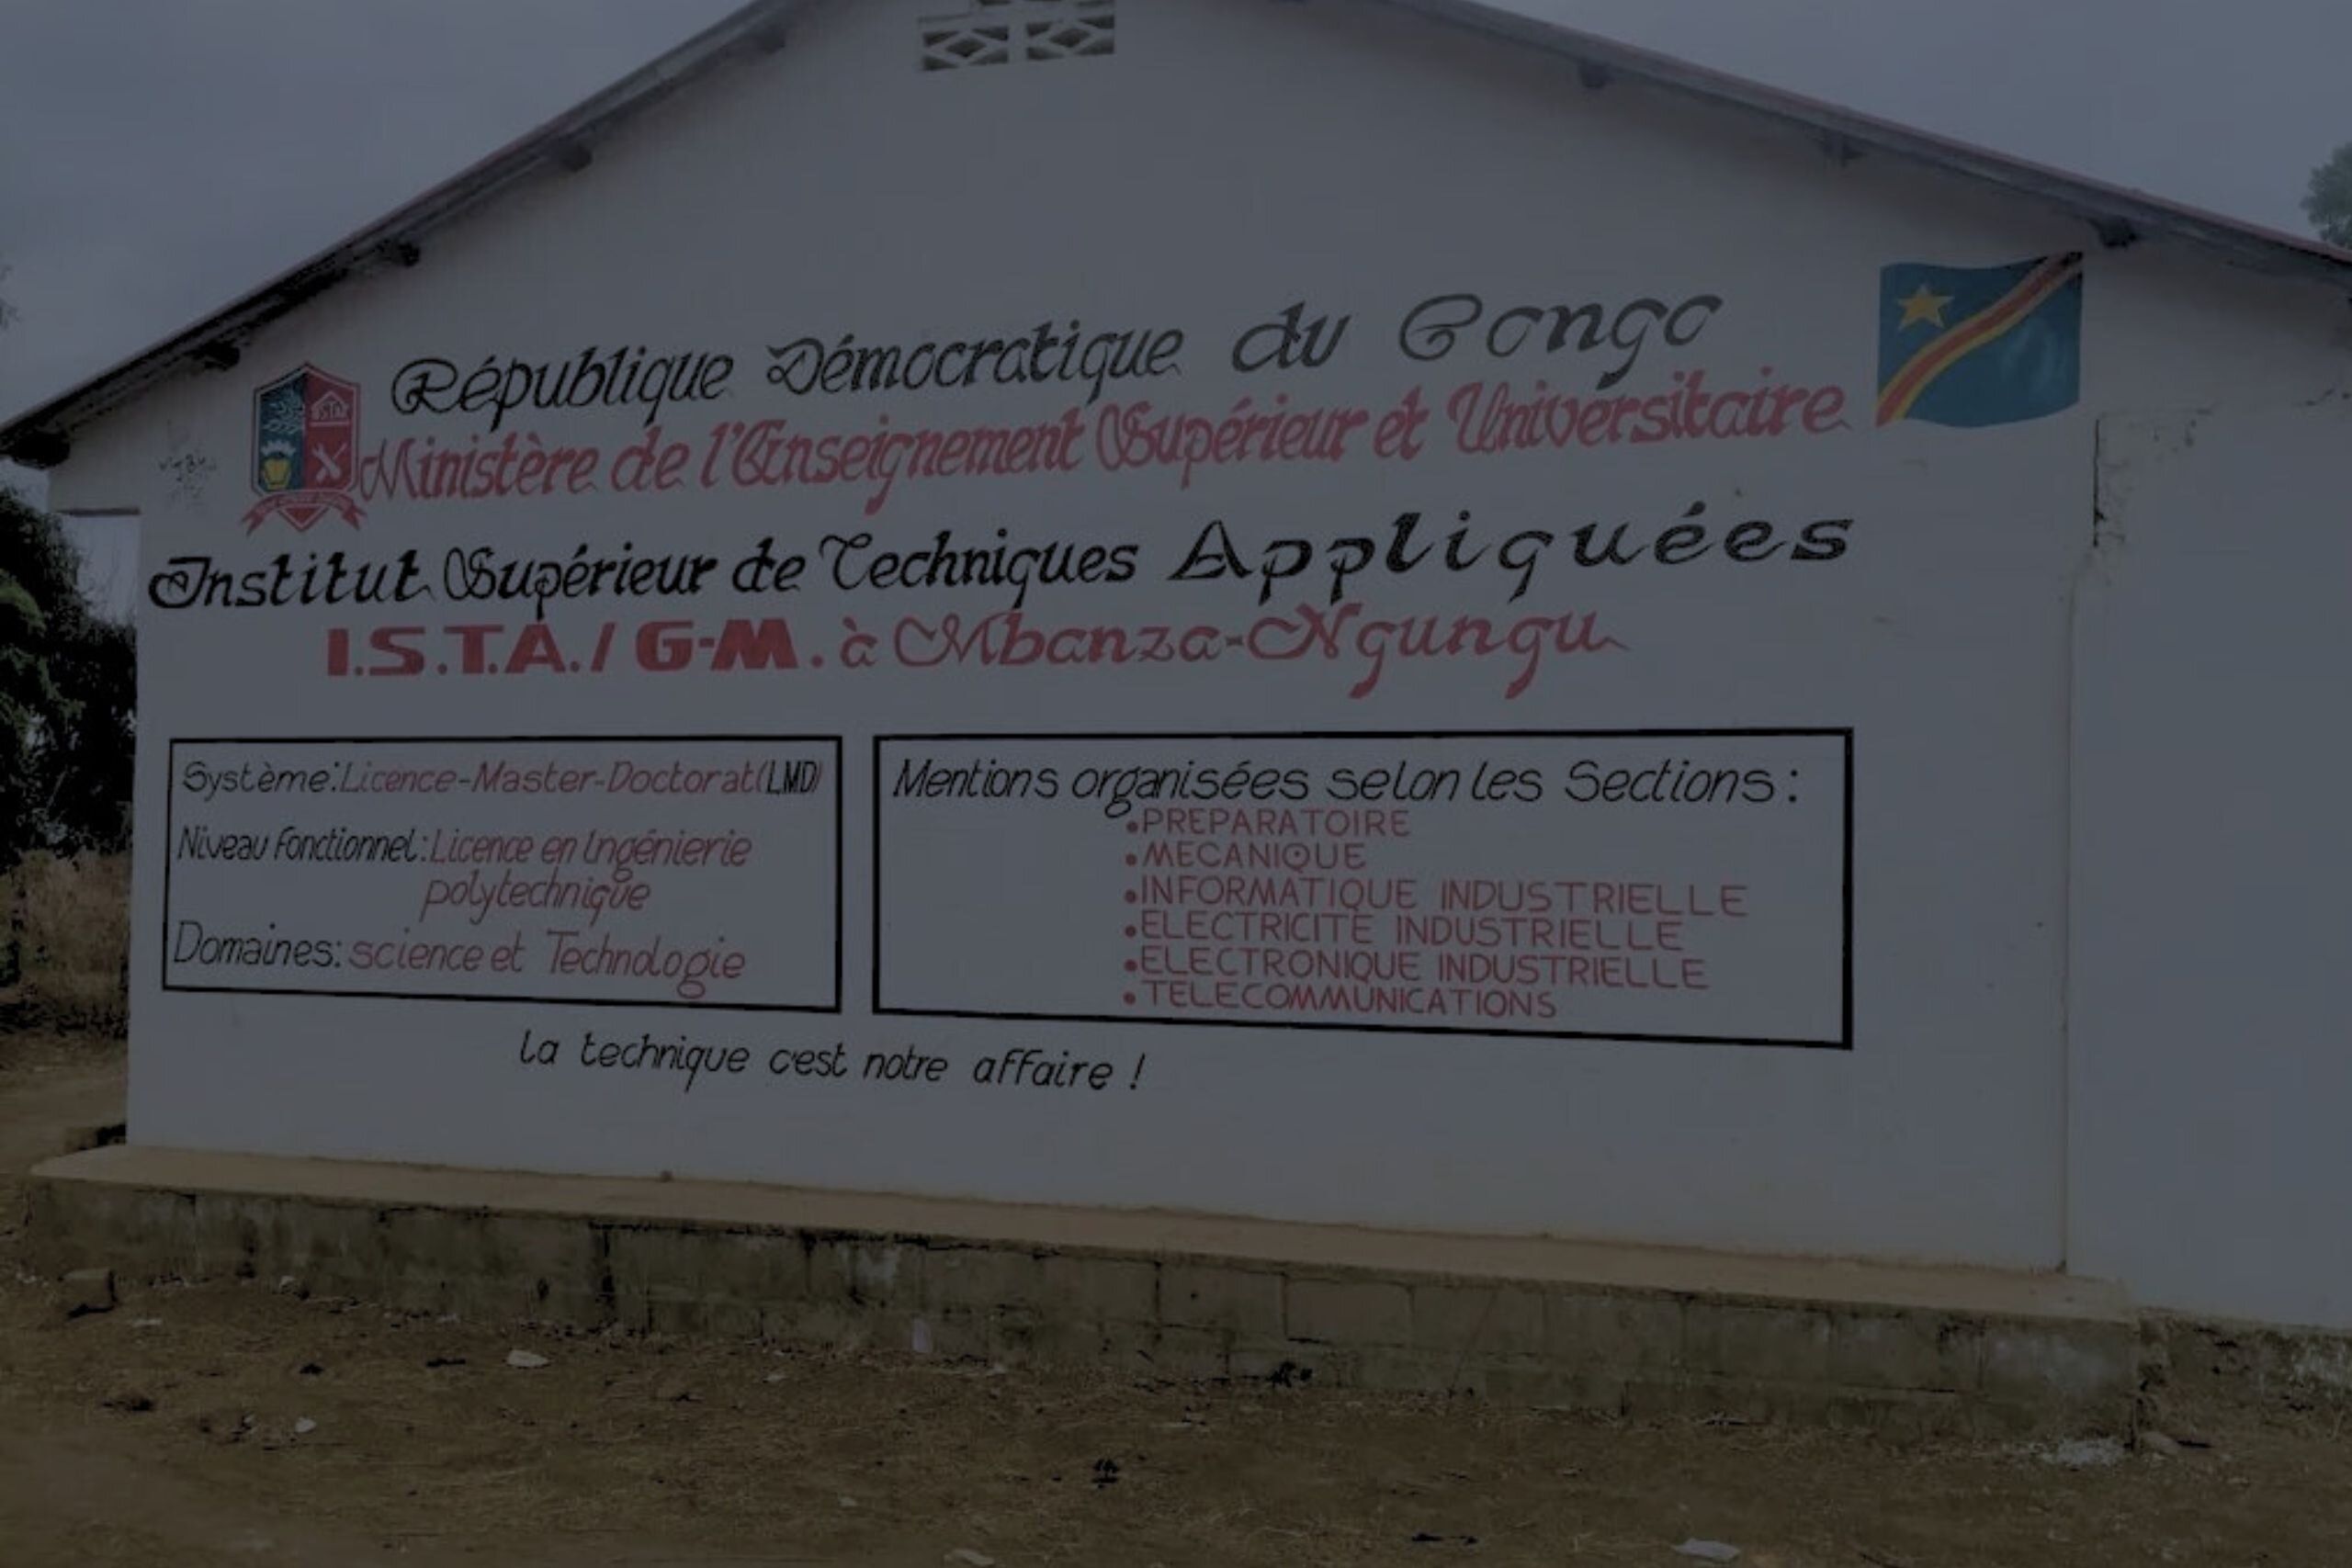 République Démocratique du Congo
Ministère de l'Enseignement Supérieur et Universitaire
ISTA
Institut Supérieur de Techniques Appliquées
I.S.T.A./G-M. à Mbanza-Ngungu
Système: Licence-Master-Doctorat(LMD)
Niveau Fonctionnel: Licence en Ingénierie
polytechnique
Domaines: science et Technologie
Mentions organisées selon les Sections :
•PREPARATOIRE
•MECANIQUE
•INFORMATIQUE INDUSTRIELLE
•ELECTRICITE INDUSTRIELLE
•ELECTRONIQUE INDUSTRIELLE
•TELECOMMUNICATIONS
La technique c'est notre affaire !